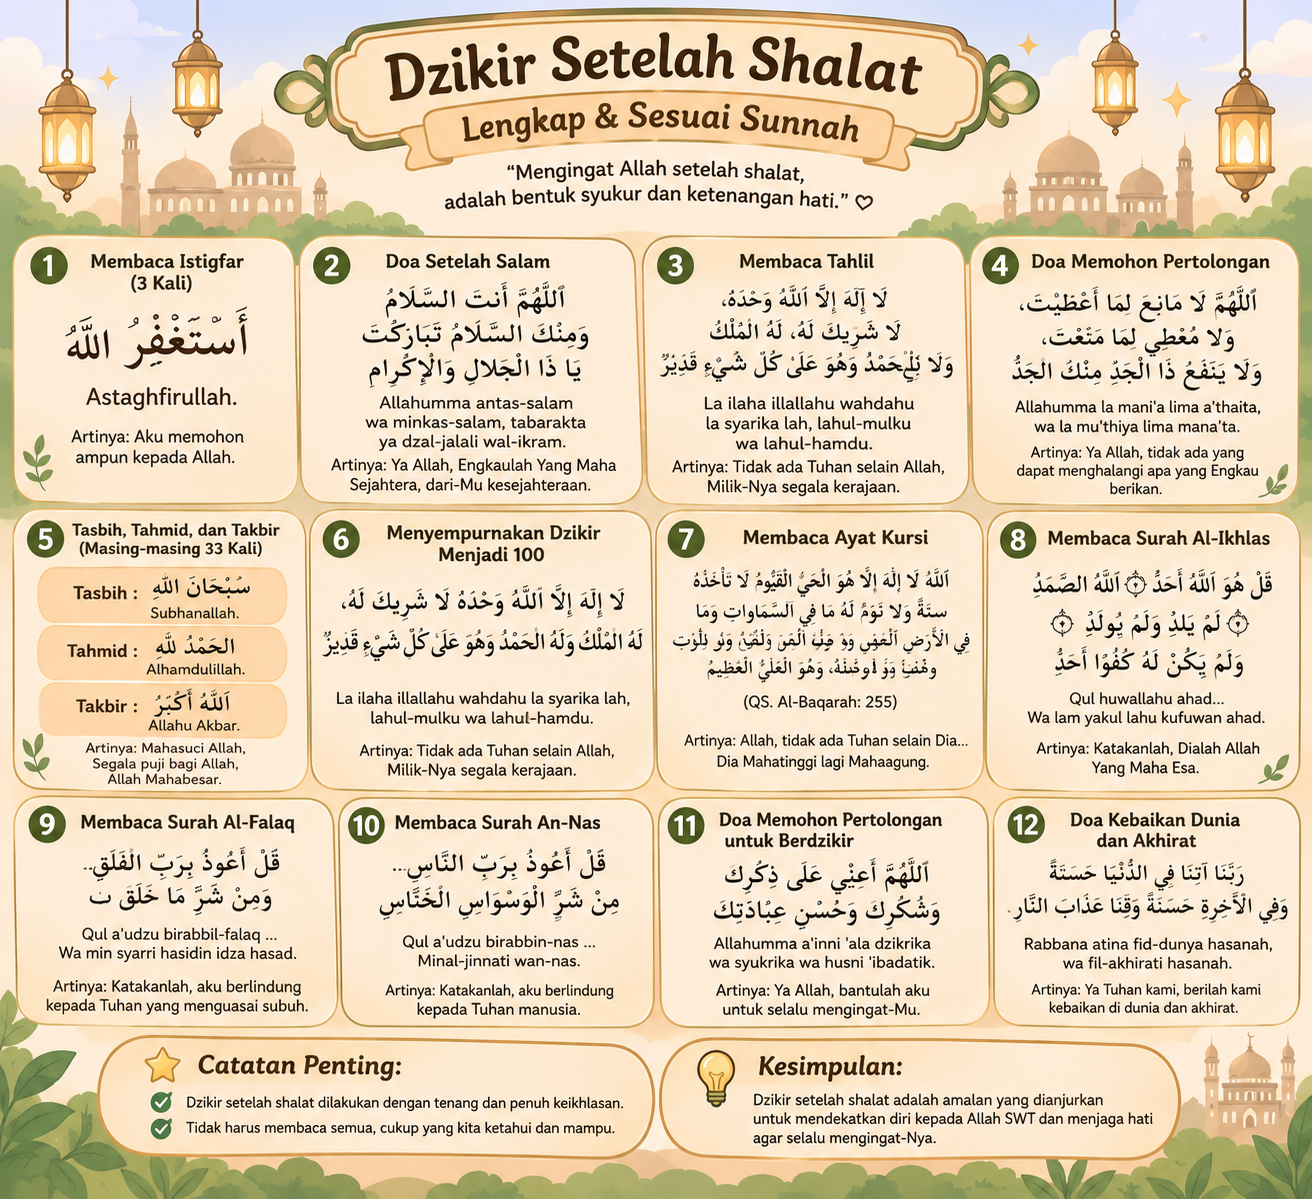 Dzikir Setelah Shalat
Lengkap & Sesuai Sunnah
“Mengingat Allah setelah shalat,
adalah bentuk syukur dan ketenangan hati.”
1
Membaca Istigfar
(3 Kali)
أَسْتَغْفِرُ اللَّهَ
Astaghfirullah.
Artinya: Aku memohon
ampun kepada Allah.
2
Doa Setelah Salam
اَللَّهُمَّ أَنتَ السَّلَامُ
وَمِنْكَ السَّلَامُ تَبَارَكْتَ
يَا ذَا الْجَلَالِ وَالْإِكْرَامِ
Allahumma antas-salam
wa minkas-salam, tabarakta
ya dzal-jalali wal-ikram.
Artinya: Ya Allah, Engkaulah Yang Maha
Sejahtera, dari-Mu kesejahteraan.
3
Membaca Tahlil
لَا إِلَهَ إِلَّا اللَّهُ وَحْدَهُ،
لَا شَرِيكَ لَهُ، لَهُ الْمُلْكُ
وَهُوَ عَلَىٰ كُلِّ شَيْءٍ قَدِيْرٌ
La ilaha illallahu wahdahu
la syarika lah, lahul-mulku
wa lahul-hamdu.
Artinya: Tidak ada Tuhan selain Allah,
Milik-Nya segala kerajaan.
4
Doa Memohon Pertolongan
اَللَّهُمَّ لَا مَانِعَ لِمَا أَعْظَيْتَ،
وَلَا مُعْطِي لِمَا مَتَعْتَ،
وَلَا يَنْفَعُ ذَا الْجَدِّ مِنْكَ الْجَدُّ
Allahumma la mani'a lima a'thaita,
wa la mu'thiya lima mana'ta.
Artinya: Ya Allah, tidak ada yang
dapat menghalangi apa yang Engkau
berikan.
5
Tasbih, Tahmid, dan Takbir
(Masing-masing 33 Kali)
Tasbih : سُبْحَانَ اللَّهِ
Subhanallah.
Tahmid : الحَمْدُ لِلَّهِ
Alhamdulillah.
Takbir : اَللَّهُ أَكْبَرُ
Allahu Akbar.
Artinya: Mahasuci Allah,
Segala puji bagi Allah,
Allah Mahabesar.
6
Menyempurnakan Dzikir
Menjadi 100
لَا إِلَهَ إِلَّا اَللَّهُ وَحْدَهُ لَا شَرِيكَ لَهُ،
لَهُ الْمُلْكُ وَلَهُ الْحَمْدُ وَهُوَ عَلَىٰ كُلِّ شَيْءٍ قَدِيْرٌ
La ilaha illallahu wahdahu la syarika lah,
lahul-mulku wa lahul-hamdu.
Artinya: Tidak ada Tuhan selain Allah,
Milik-Nya segala kerajaan.
7
Membaca Ayat Kursi
اَللَّهُ لَا إِلَٰهَ إِلَّا هُوَ الْحَيُّ الْقَيُّومُ لَا تَأْخُذُهُ
سِنَةٌ وَلَا نَوْمٌ لَهُ مَا فِي السَّمَاوَاتِ وَمَا
فِي الْأَرْضِ
وَهُوَ الْعَلِيُّ الْعَظِيْمُ
(QS. Al-Baqarah: 255)
Artinya: Allah, tidak ada Tuhan selain Dia...
Dia Mahatinggi lagi Mahaagung.
8
Membaca Surah Al-Ikhlas
قُلْ هُوَ اللَّهُ أَحَدٌ ۞ اَللَّهُ الصَّمَدُ
۞ لَمْ يَلِدْ وَلَمْ يُولَدْ ۞
وَلَمْ يَكُنْ لَهُ كُفُوًا أَحَدٌ
Qul huwallahu ahad...
Wa lam yakul lahu kufuwan ahad.
Artinya: Katakanlah, Dialah Allah
Yang Maha Esa.
9
Membaca Surah Al-Falaq
قُلْ أَعُوذُ بِرَبِّ الْفَلَقِ...
وَمِنْ شَرِّ مَا خَلَقَ ت
Qul a'udzu birabbil-falaq ...
Wa min syarri hasidin idza hasad.
Artinya: Katakanlah, aku berlindung
kepada Tuhan yang menguasai subuh.
10
Membaca Surah An-Nas
قُلْ أَعُوذُ بِرَبِّ النَّاسِ...
مِنْ شَرِّ الْوَسْوَاسِ الْخَنَّاسِ
Qul a'udzu birabbin-nas ...
Minal-jinnati wan-nas.
Artinya: Katakanlah, aku berlindung
kepada Tuhan manusia.
11
Doa Memohon Pertolongan
untuk Berdzikir
اَللَّهُمَّ أَعِنِّي عَلَى ذِكْرِكَ
وَشُكْرِكَ وَحُسْنِ عِبَادَتِكَ
Allahumma a'inni 'ala dzikrika
wa syukrika wa husni 'ibadatik.
Artinya: Ya Allah, bantulah aku
untuk selalu mengingat-Mu.
12
Doa Kebaikan Dunia
dan Akhirat
رَبَّنَا آتِنَا فِي الدُّنْيَا حَسَنَةً
وَفِي الْآخِرَةِ حَسَنَةً وَقِنَا عَذَابَ النَّارِ.
Rabbana atina fid-dunya hasanah,
wa fil-akhirati hasanah.
Artinya: Ya Tuhan kami, berilah kami
kebaikan di dunia dan akhirat.
Catatan Penting:
Dzikir setelah shalat dilakukan dengan tenang dan penuh keikhlasan.
Tidak harus membaca semua, cukup yang kita ketahui dan mampu.
Kesimpulan:
Dzikir setelah shalat adalah amalan yang dianjurkan
untuk mendekatkan diri kepada Allah SWT dan menjaga hati
agar selalu mengingat-Nya.